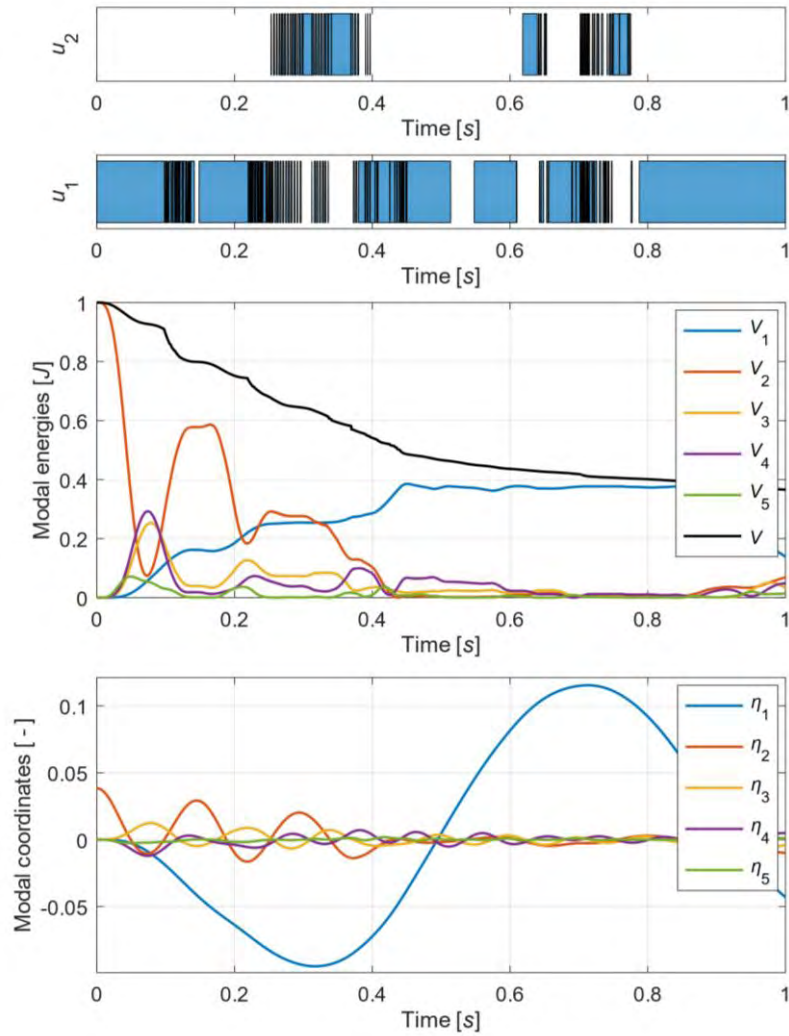 u2
0 0.2 0.4 0.6 0.8 1
Time [s]
u1
0 0.2 0.4 0.6 0.8 1
Time [s]
Modal energies [J]
1
0.8
0.6
0.4
0.2
0
V1
V2
V3
V4
V5
V
0 0.2 0.4 0.6 0.8 1
Time [s]
Modal coordinates [ - ]
0.1
0.05
0
-0.05
η1
η2
η3
η4
η5
0 0.2 0.4 0.6 0.8 1
Time [s]